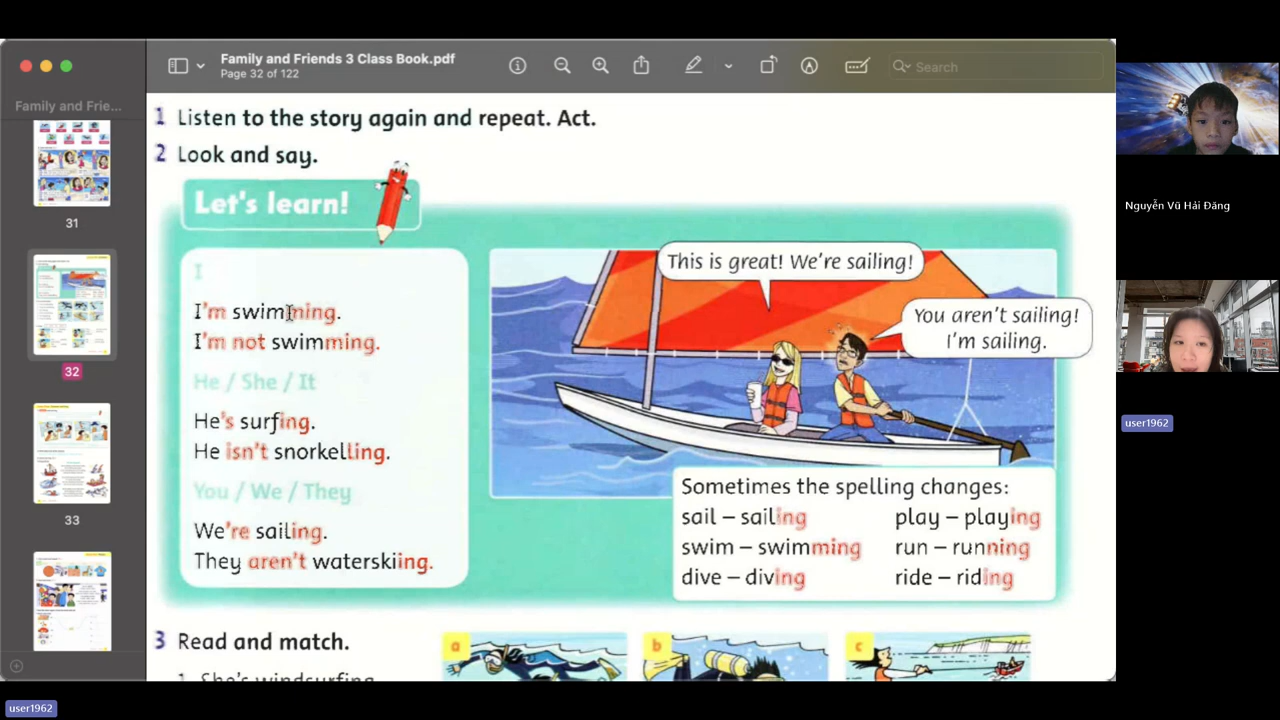 Family and Friends 3 Class Book.pdf
Page 32 of 122
Search
Family and Frie...
31
32
33
34
1 Listen to the story again and repeat. Act.
2 Look and say.
Let's learn!
I
I'm swimming.
I'm not swimming.
He / She / It
He's surfing.
He isn't snorkelling.
You / We / They
We're sailing.
They aren't waterskiing.
This is great! We're sailing!
You aren't sailing!
I'm sailing.
Sometimes the spelling changes:
sail – sailing play – playing
swim – swimming run – running
dive – diving ride – riding
3 Read and match.
a b c
1 She's windsurfing
Nguyễn Vũ Hải Đăng
user1962
user1962